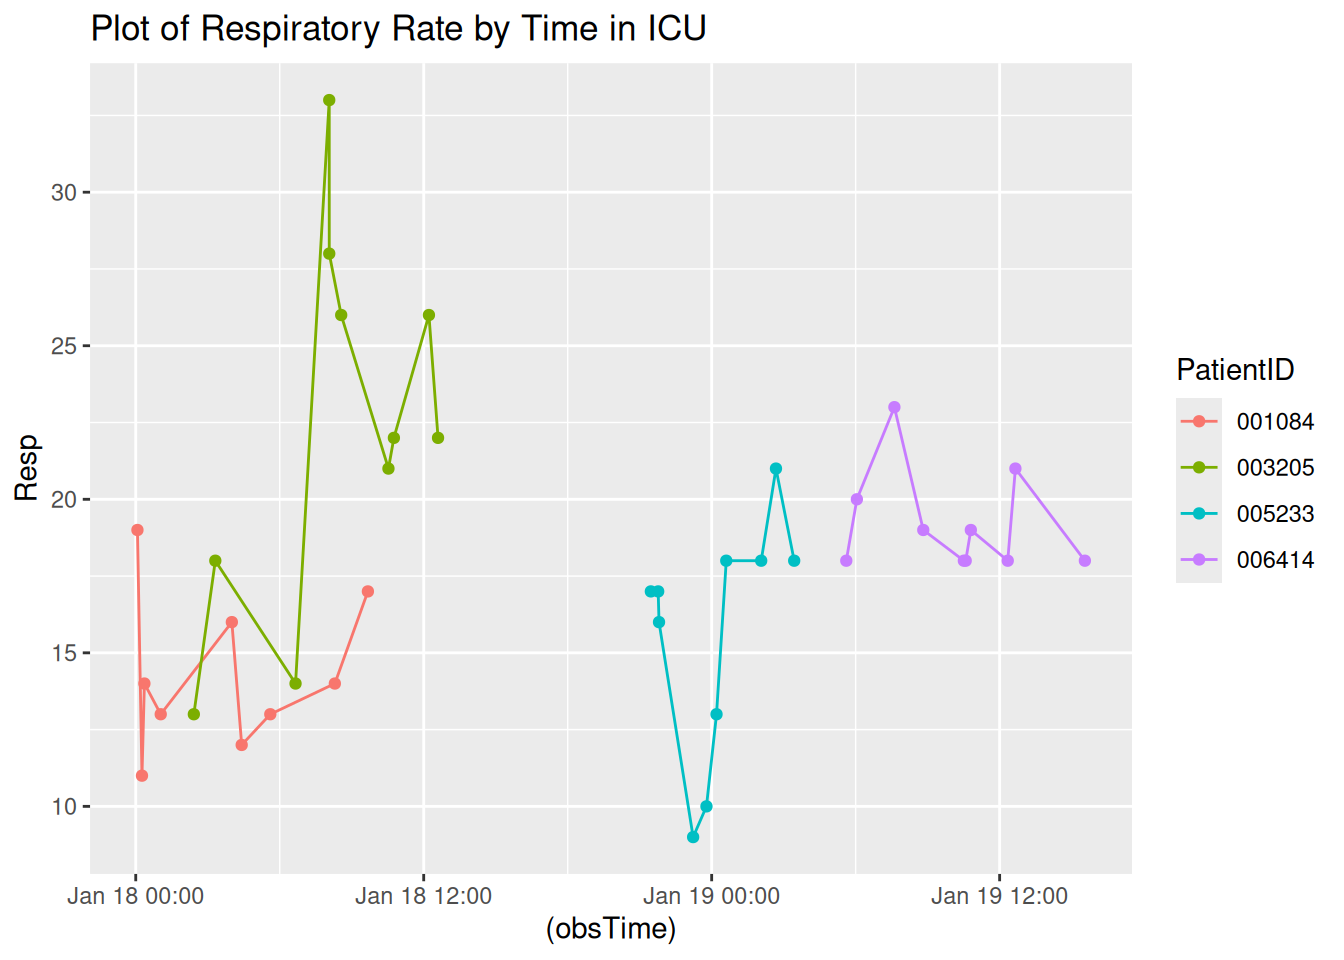 Plot of Respiratory Rate by Time in ICU
Resp
30
25
20
15
10
Jan 18 00:00
Jan 18 12:00
Jan 19 00:00
Jan 19 12:00
(obsTime)
PatientID
001084
003205
005233
006414